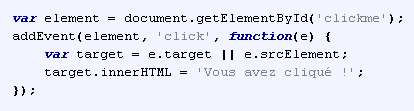 var element = document.getElementById('clickme');
addEvent(element, 'click', function(e) {
    var target = e.target || e.srcElement;
    target.innerHTML = 'Vous avez cliqué !';
});